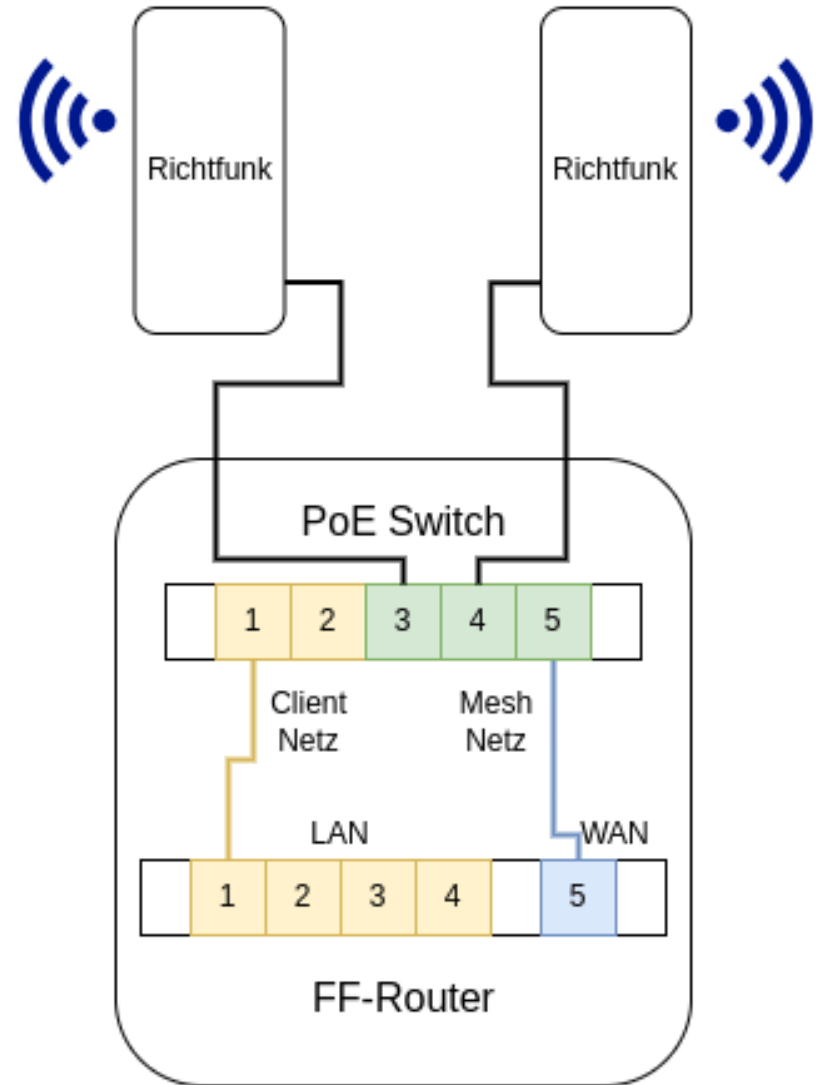 Richtfunk
Richtfunk
PoE Switch
1 2 3 4 5
Client
Netz
Mesh
Netz
LAN
WAN
1 2 3 4 5
FF-Router